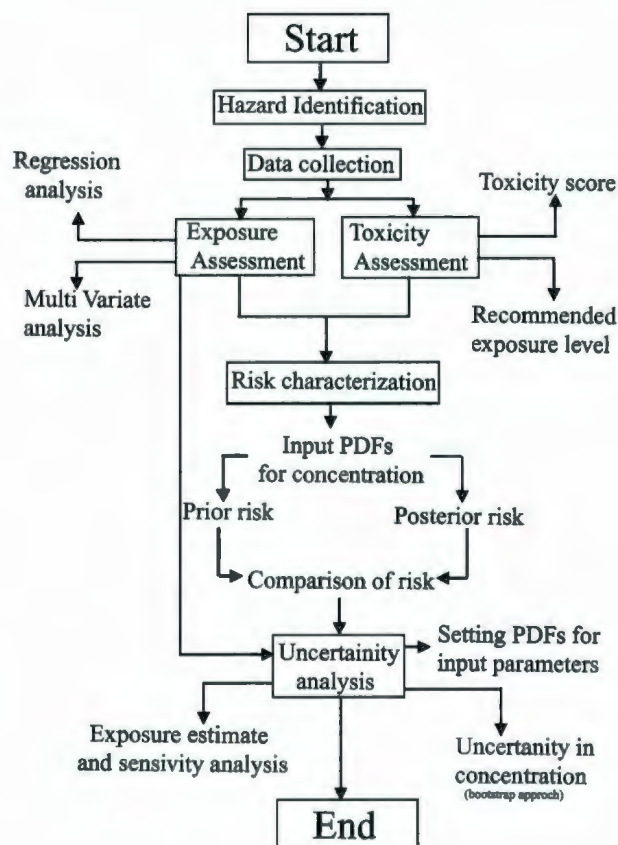 Start
Hazard Identification
Data collection
Regression
analysis
Toxicity score
Exposure
Assessment
Toxicity
Assessment
Multi Variate
analysis
Recommended
exposure level
Risk characterization
Input PDFs
for concentration
Prior risk
Posterior risk
Comparison of risk
Uncertainity
analysis
Setting PDFs for
input parameters
Exposure estimate
and sensivity analysis
Uncertanity in
concentration
(bootstrap approch)
End